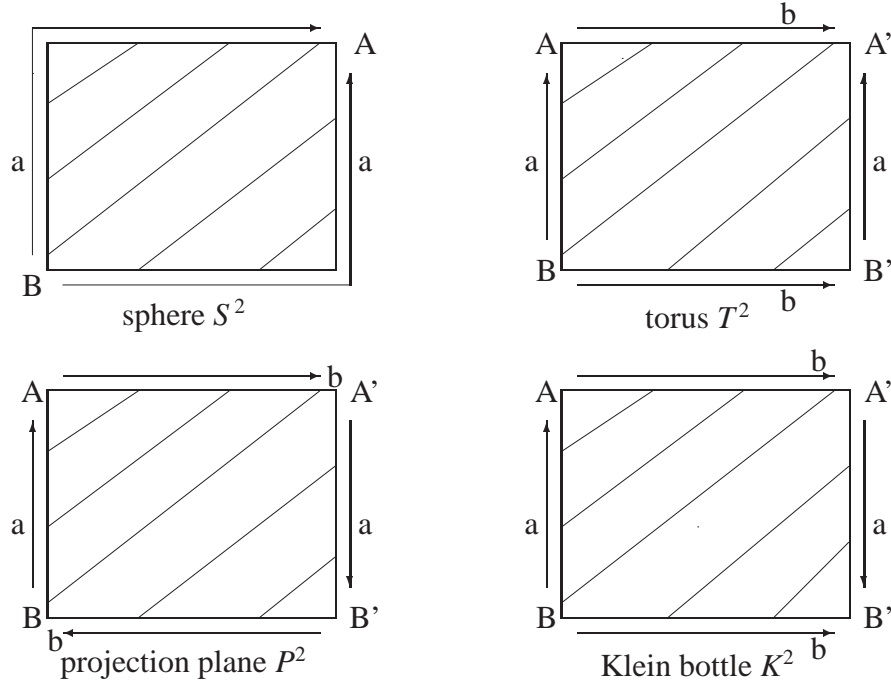 b
A A A'
a a a a
B B B'
b
sphere S² torus T²
b b
A A' A A'
a a a a
B B' B B'
b b
projection plane P² Klein bottle K²